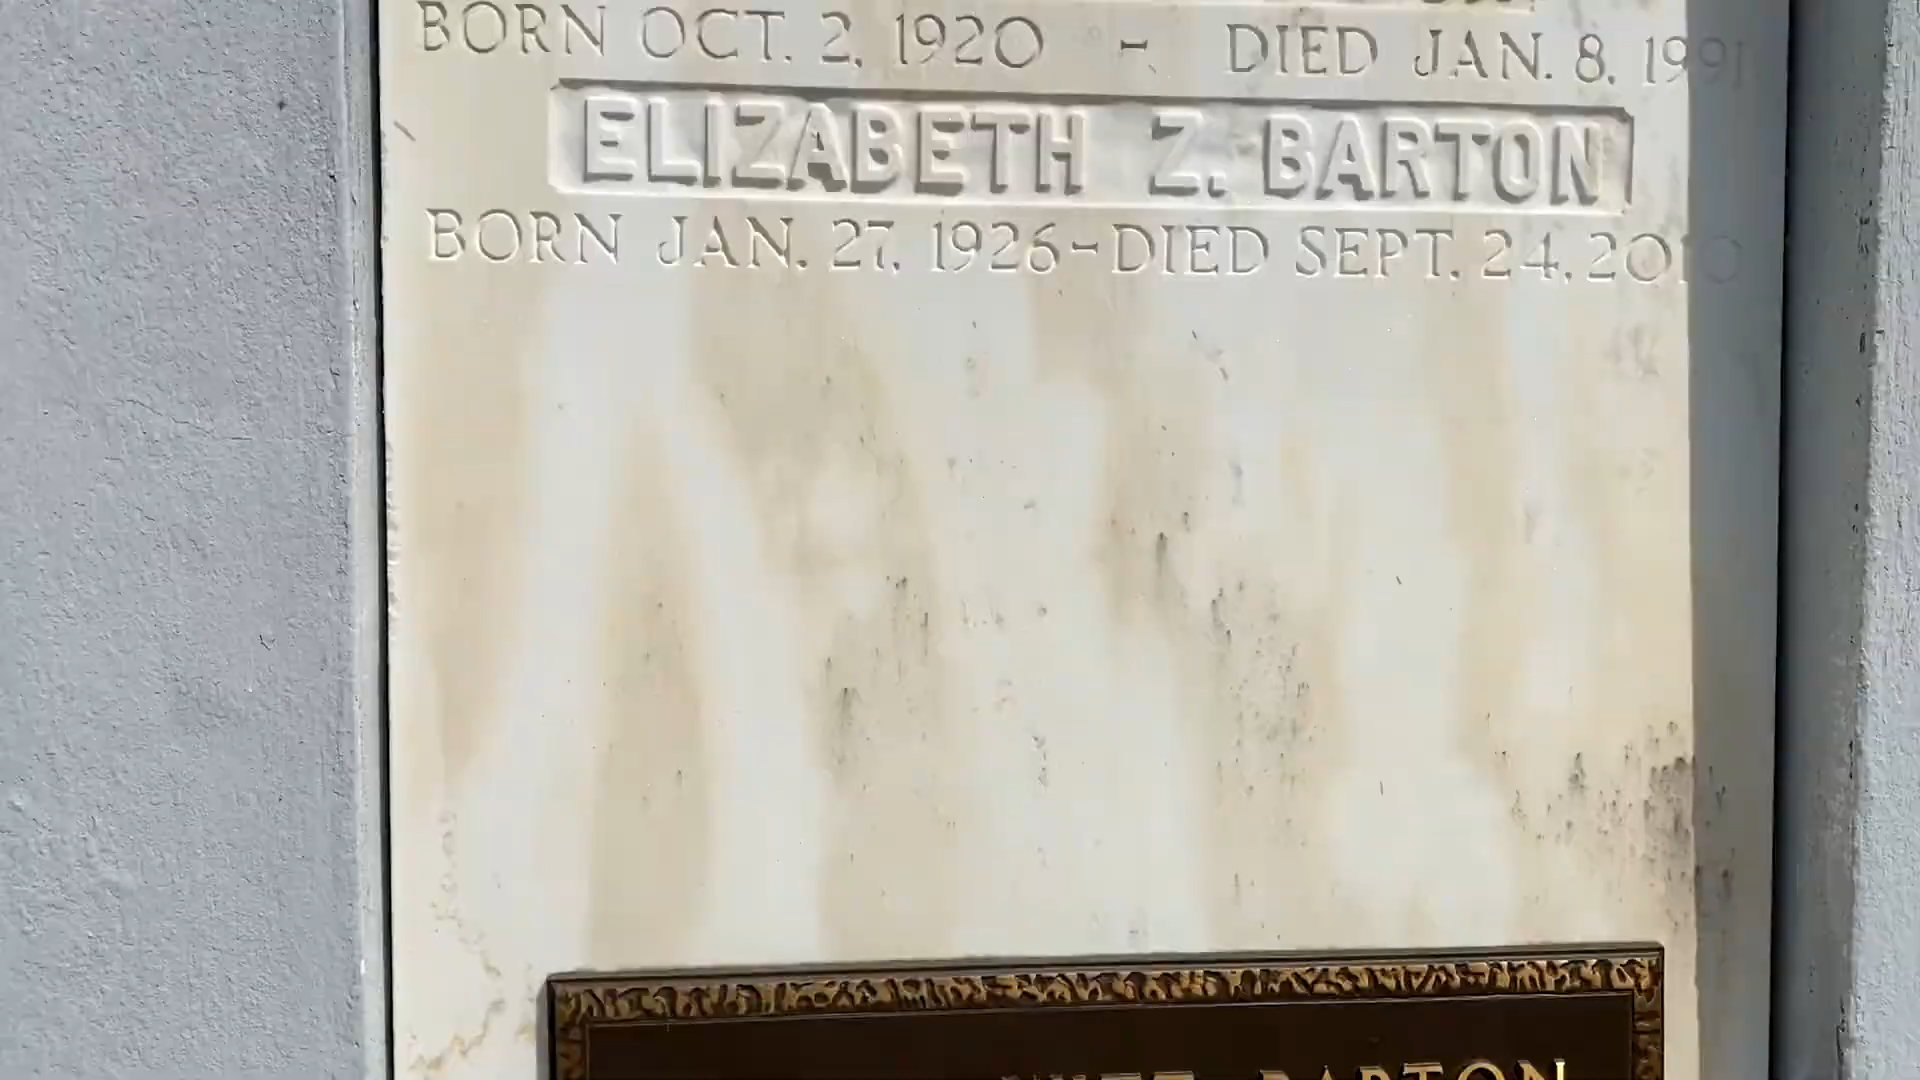 BORN OCT. 2, 1920 - DIED JAN. 8, 1991
ELIZABETH Z. BARTON
BORN JAN. 27, 1926-DIED SEPT. 24, 2010
BARTON